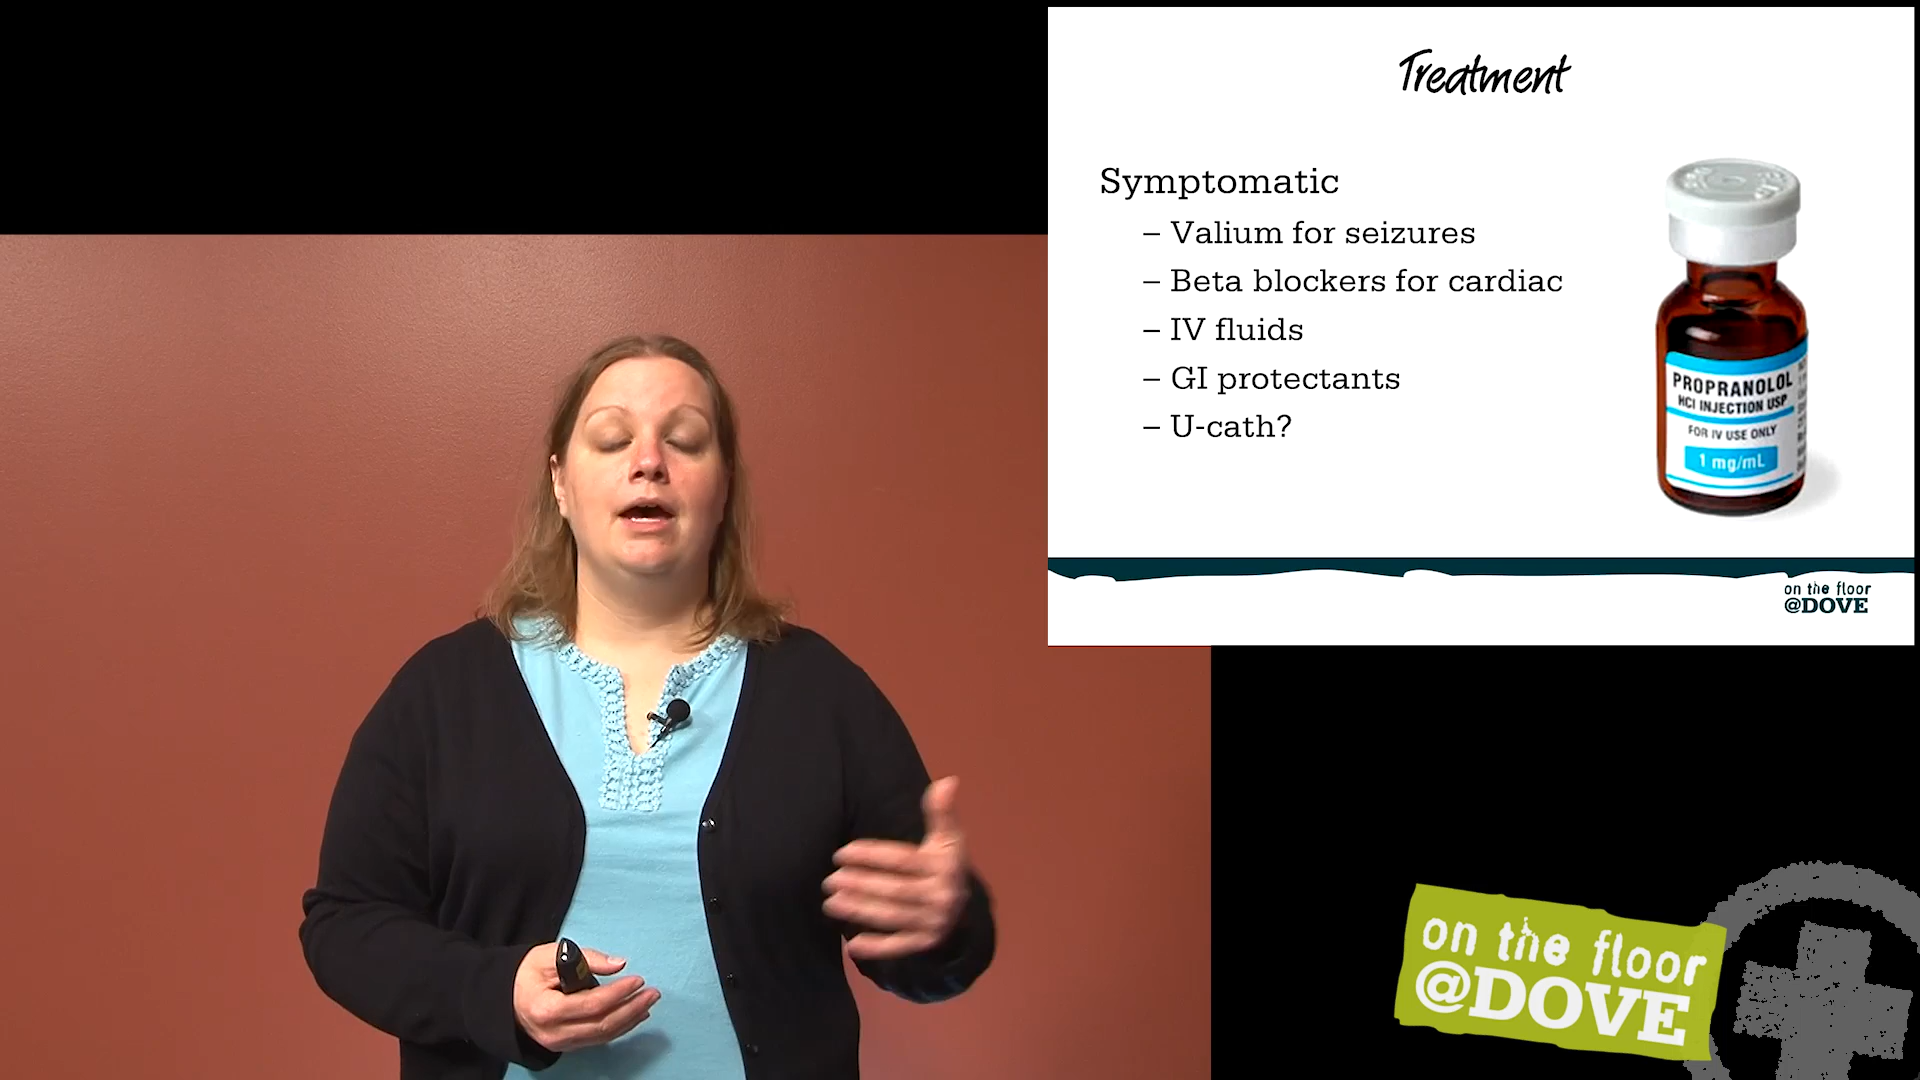 Treatment
Symptomatic
– Valium for seizures
– Beta blockers for cardiac
– IV fluids
– GI protectants
– U-cath?
PROPRANOLOL
HCl INJECTION USP
FOR IV USE ONLY
1 mg/mL
on the floor
@DOVE
on the floor
@DOVE